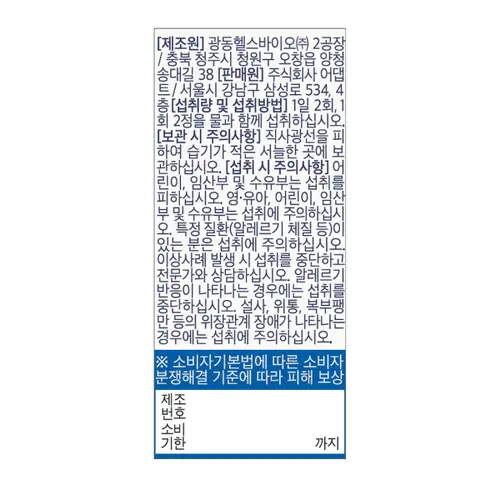 [제조원] 광동헬스바이오㈜ 2공장
/ 충북 청주시 청원구 오창읍 양청
송대길 38 [판매원] 주식회사 어댑
트 / 서울시 강남구 삼성로 534, 4
층 [섭취량 및 섭취방법] 1일 2회, 1
회 2정을 물과 함께 섭취하십시오.
[보관 시 주의사항] 직사광선을 피
하여 습기가 적은 서늘한 곳에 보
관하십시오. [섭취 시 주의사항] 어
린이, 임산부 및 수유부는 섭취를
피하십시오. 영·유아, 어린이, 임산
부 및 수유부는 섭취에 주의하십시
오. 특정 질환(알레르기 체질 등)이
있는 분은 섭취에 주의하십시오.
이상사례 발생 시 섭취를 중단하고
전문가와 상담하십시오. 알레르기
반응이 나타나는 경우에는 섭취를
중단하십시오. 설사, 위통, 복부팽
만 등의 위장관계 장애가 나타나는
경우에는 섭취에 주의하십시오.
※ 소비자기본법에 따른 소비자
분쟁해결 기준에 따라 피해 보상
제조
번호
소비
기한 까지